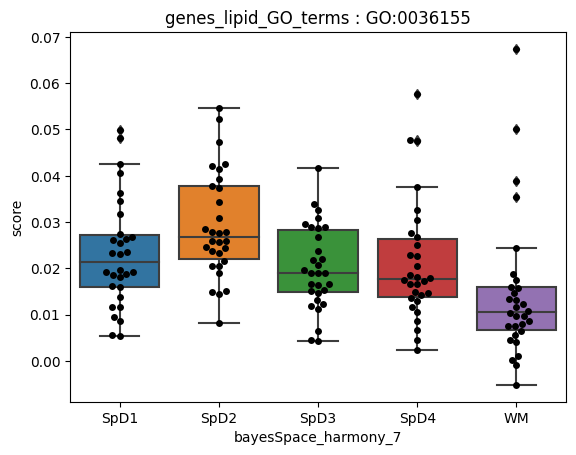 genes_lipid_GO_terms : GO:0036155
0.07
0.06
0.05
0.04
0.03
0.02
0.01
0.00
score
SpD1 SpD2 SpD3 SpD4 WM
bayesSpace_harmony_7